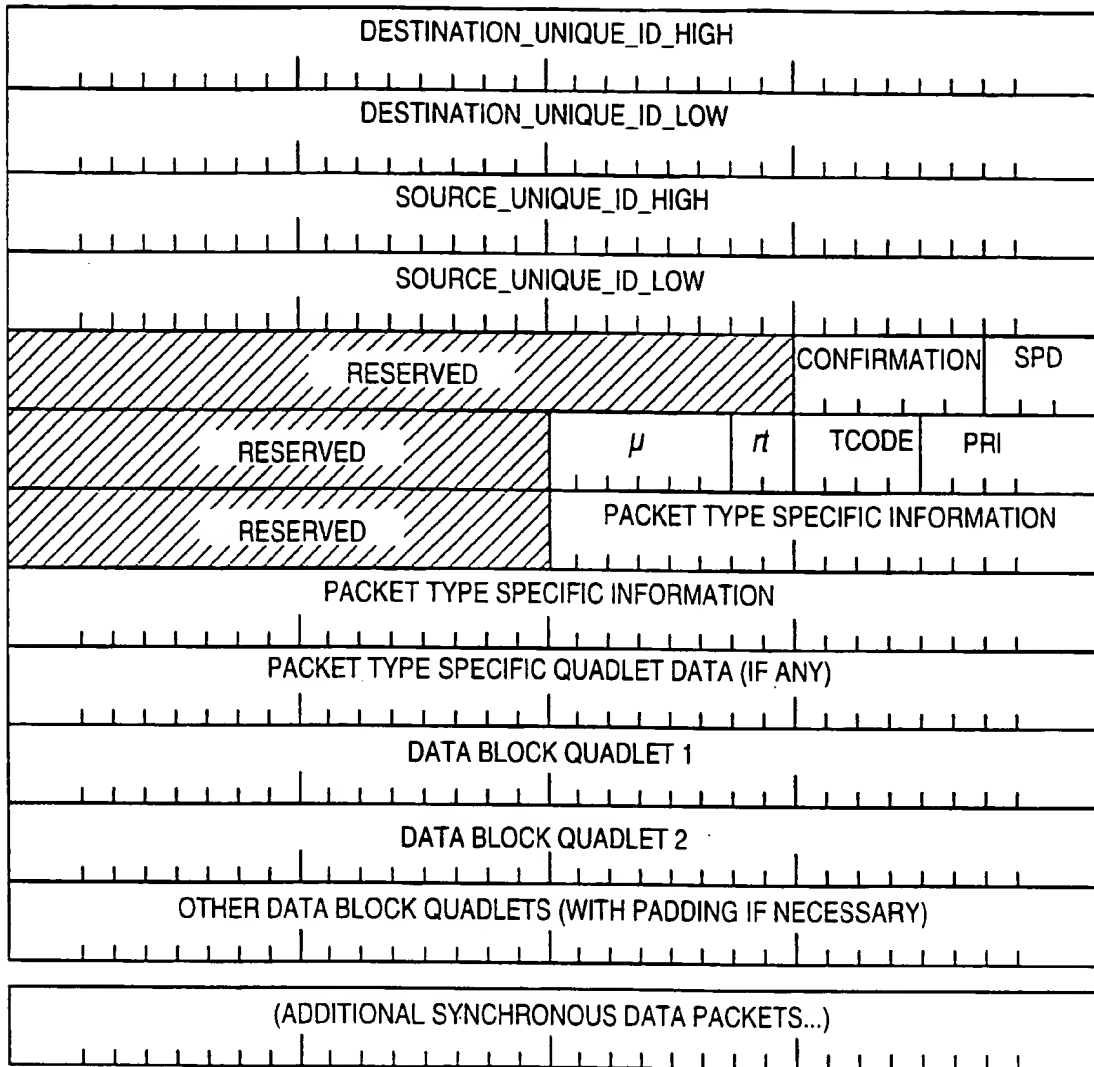 DESTINATION_UNIQUE_ID_HIGH
DESTINATION_UNIQUE_ID_LOW
SOURCE_UNIQUE_ID_HIGH
SOURCE_UNIQUE_ID_LOW
RESERVED CONFIRMATION SPD
RESERVED μ rt TCODE PRI
RESERVED PACKET TYPE SPECIFIC INFORMATION
PACKET TYPE SPECIFIC INFORMATION
PACKET TYPE SPECIFIC QUADLET DATA (IF ANY)
DATA BLOCK QUADLET 1
DATA BLOCK QUADLET 2
OTHER DATA BLOCK QUADLETS (WITH PADDING IF NECESSARY)
(ADDITIONAL SYNCHRONOUS DATA PACKETS...)